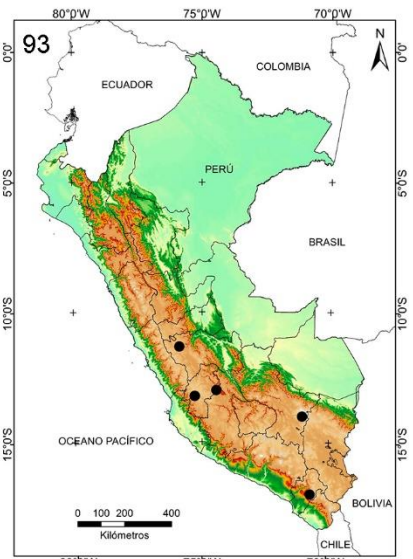 93
80°0'W 75°0'W 70°0'W
N
0°0'
0°0'
COLOMBIA
ECUADOR
PERÚ
5°0'S
5°0'S
BRASIL
10°0'S
10°0'S
OCEANO PACÍFICO
15°0'S
15°0'S
BOLIVIA
0 100 200 400
Kilómetros
CHILE